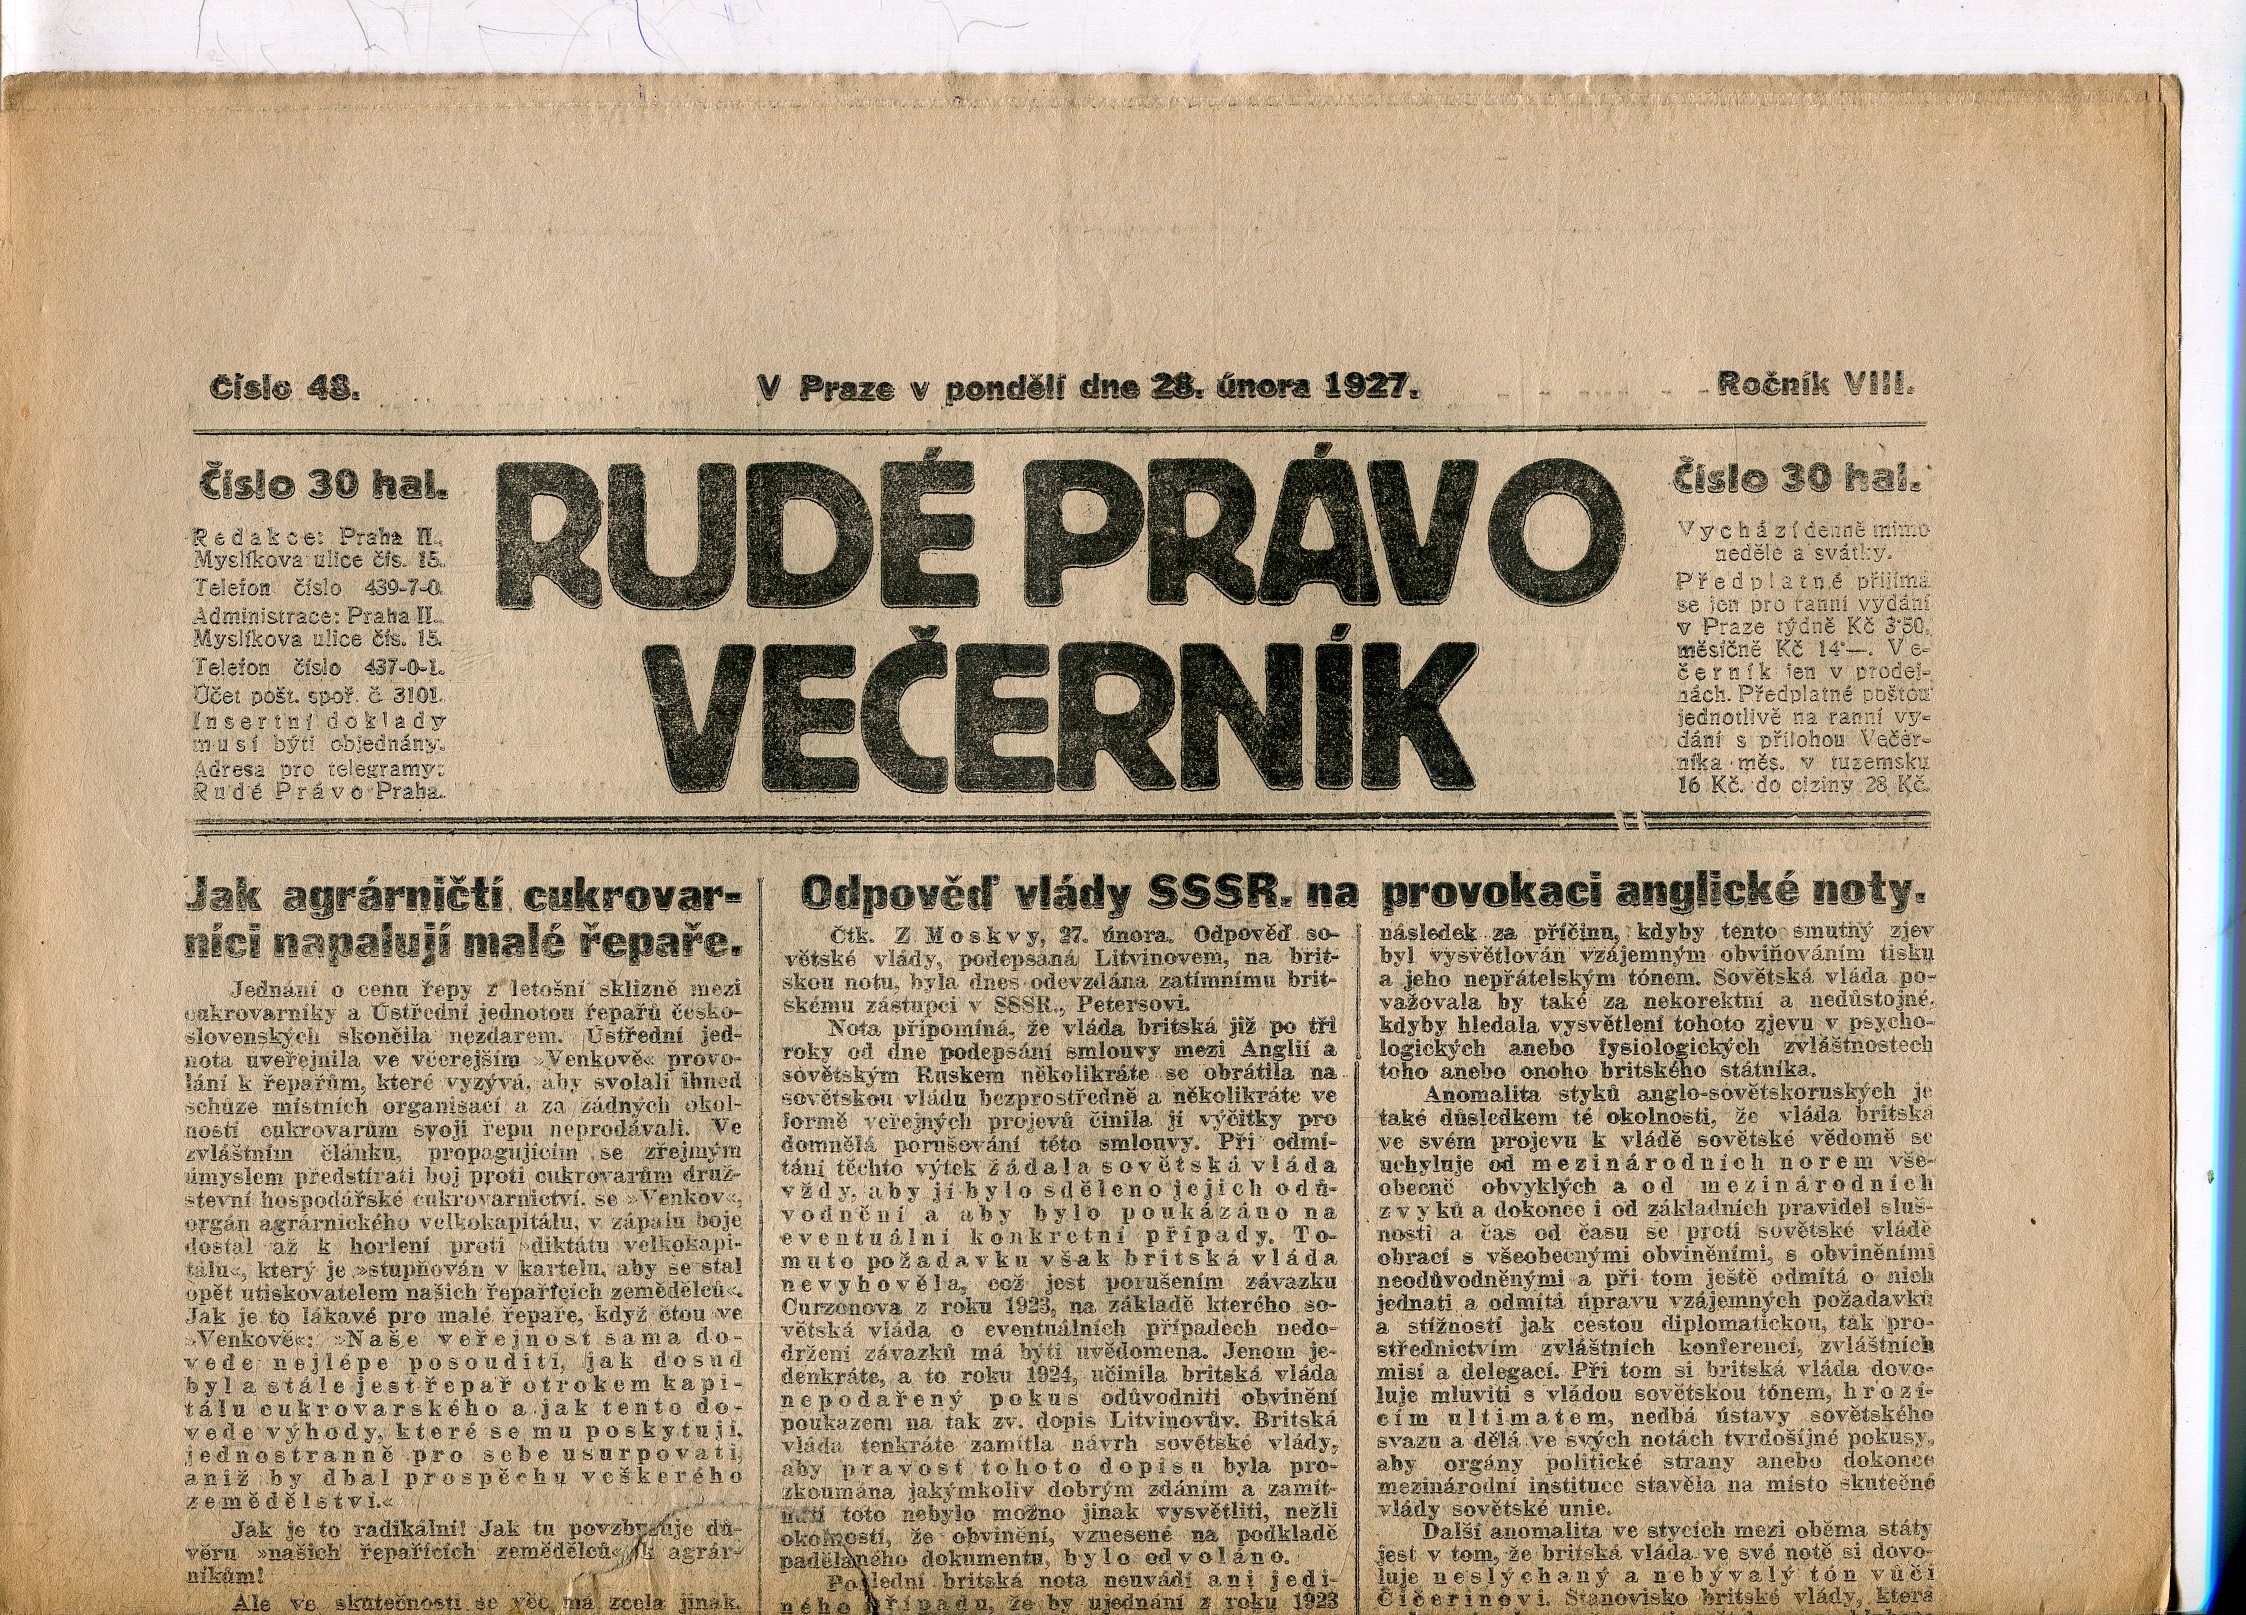 Číslo 48.
V Praze v pondělí dne 28. února 1927.
Ročník VIII.
Číslo 30 hal.
Redakce: Praha II.,
Myslíkova ulice čís. 15.
Telefon číslo 439-7-0.
Administrace: Praha II.,
Myslíkova ulice čís. 15.
Telefon číslo 437-0-1.
Účet pošt. spoř. č 3101.
Insertní doklady
musí býti objednány.
Adresa pro telegramy:
Rudé Právo Praha.
RUDÉ PRÁVO
VEČERNÍK
Číslo 30 hal.
Vychází denně mimo
neděle a svátky.
Předplatné přijímá
se jen pro ranní vydání
v Praze týdně Kč 3·50,
měsíčně Kč 14·—. Ve-
černík jen v prodej-
nách. Předplatné poštou
jednotlivě na ranní vy-
dání s přílohou Večer-
níka měs. v tuzemsku
16 Kč. do ciziny 28 Kč.
Jak agrárničtí cukrovar-
níci napalují malé řepaře.
Jednání o cenu řepy z letošní sklizně mezi
cukrovarníky a Ústřední jednotou řepařů česko-
slovenských skončila nezdarem. Ústřední jed-
nota uveřejnila ve včerejším »Venkově« provo-
lání k řepařům, které vyzývá, aby svolali ihned
schůze místních organisací a za žádných okol-
ností cukrovarům svoji řepu neprodávali. Ve
zvláštním článku, propagujícím se zřejmým
úmyslem předstírati boj proti cukrovarům druž-
stevní hospodářské cukrovarnictví, se »Venkov«,
orgán agrárnického velkokapitálu, v zápalu boje
dostal až k horlení proti »diktátu velkokapi-
tálu«, který je »stupňován v kartelu, aby se stal
opět utiskovatelem našich řepařících zemědělců«.
Jak je to lákavé pro malé řepaře, když čtou ve
»Venkově«: »Naše veřejnost sama do-
vede nejlépe posouditi, jak dosud
byl a stále jest řepař otrokem kapi-
tálu cukrovarského a jak tento do-
vede výhody, které se mu poskytují,
jednostranně pro sebe usurpovati,
aniž by dbal prospěchu veškerého
zemědělství.«
Jak je to radikální! Jak tu povzbuzuje dů-
věru »našich řepařících zemědělců« k agrár-
níkům!
Ale ve skutečnosti se věc má zcela jinak.
Odpověď vlády SSSR. na provokaci anglické noty.
Čtk. Z Moskvy, 27. února. Odpověď so-
větské vlády, podepsaná Litvinovem, na brit-
skou notu, byla dnes odevzdána zatímnímu brit-
skému zástupci v SSSR., Petersovi.
Nota připomíná, že vláda britská již po tři
roky od dne podepsání smlouvy mezi Anglií a
sovětským Ruskem několikráte se obrátila na
sovětskou vládu bezprostředně a několikráte ve
formě veřejných projevů činila jí výčitky pro
domnělá porušování této smlouvy. Při odmí-
tání těchto výtek žádala sovětská vláda
vždy, aby jí bylo sděleno jejich odů-
vodnění a aby bylo poukázáno na
eventuální konkretní případy. To-
muto požadavku však britská vláda
nevyhověla, což jest porušením závazku
Curzonova z roku 1923, na základě kterého so-
větská vláda o eventuálních případech nedo-
držení závazků má býti uvědomena. Jenom je-
denkráte, a to roku 1924, učinila britská vláda
nepodařený pokus odůvodniti obvinění
poukazem na tak zv. dopis Litvinovův. Britská
vláda tenkráte zamítla návrh sovětské vlády,
aby pravost tohoto dopisu byla pro-
zkoumána jakýmkoliv dobrým zdáním a zamít-
nutí toto nebylo možno jinak vysvětliti, nežli
okolností, že obvinění, vznesené na podkladě
padělaného dokumentu, bylo odvoláno.
Poslední britská nota neuvádí ani jedi-
ného případu, že by ujednání z roku 1923
následek za příčinu, kdyby tento smutný zjev
byl vysvětlován vzájemným obviňováním tisku
a jeho nepřátelským tónem. Sovětská vláda po-
važovala by také za nekorektní a nedůstojné,
kdyby hledala vysvětlení tohoto zjevu v psycho-
logických anebo fysiologických zvláštnostech
toho anebo onoho britského státníka.
Anomalita styků anglo-sovětskoruských je
také důsledkem té okolnosti, že vláda britská
ve svém projevu k vládě sovětské vědomě se
uchyluje od mezinárodních norem vše-
obecně obvyklých a od mezinárodních
zvyků a dokonce i od základních pravidel sluš-
nosti a čas od času se proti sovětské vládě
obrací s všeobecnými obviněními, s obviněními
neodůvodněnými a při tom ještě odmítá o nich
jednati a odmítá úpravu vzájemných požadavků
a stížností jak cestou diplomatickou, tak pro-
střednictvím zvláštních konferencí, zvláštních
misí a delegací. Při tom si britská vláda dovo-
luje mluviti s vládou sovětskou tónem, hrozí-
cím ultimatem, nedbá ústavy sovětského
svazu a dělá ve svých notách tvrdošíjné pokusy,
aby orgány politické strany anebo dokonce
mezinárodní instituce stavěla na místo skutečné
vlády sovětské unie.
Další anomalita ve stycích mezi oběma státy
jest v tom, že britská vláda ve své notě si dovo-
luje neslýchaný a nebývalý tón vůči
Čičerinovi. Stanovisko britské vlády, která